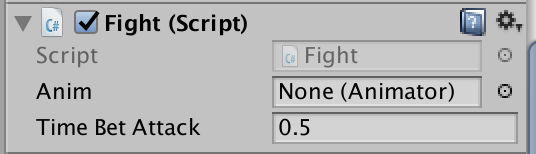 C# Fight (Script)
Script C# Fight
Anim None (Animator)
Time Bet Attack 0.5